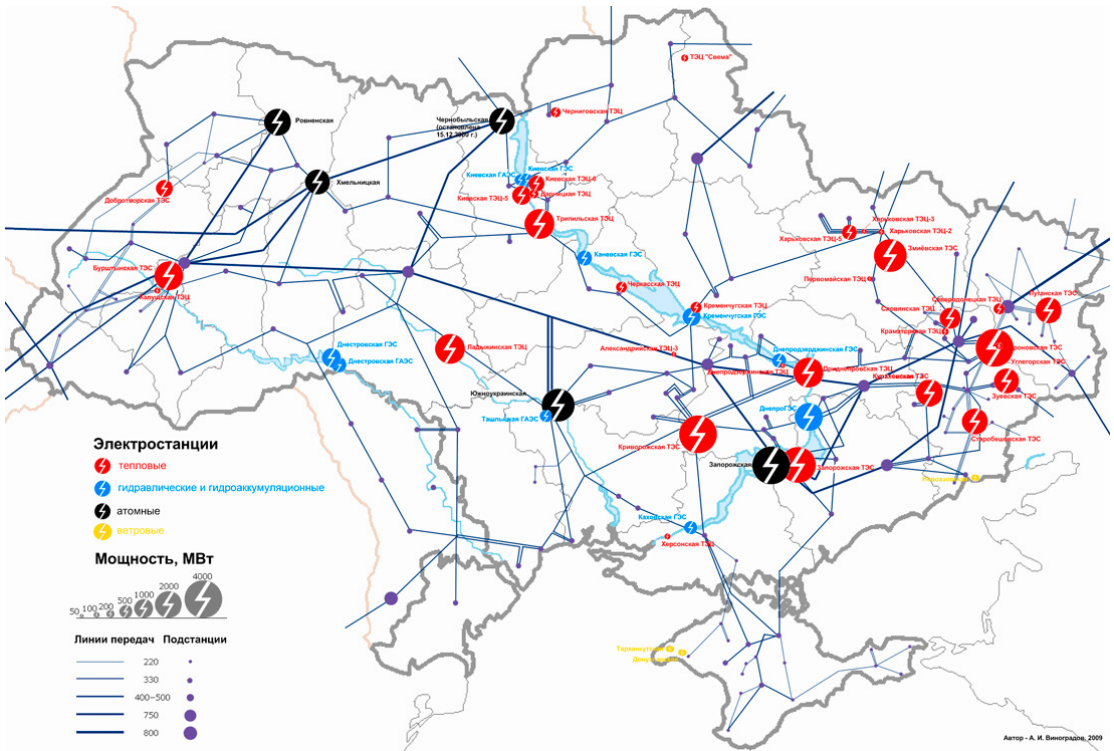 ТЭЦ "Свема"
Черниговская ТЭЦ
Ровненская
Чернобыльская
(остановлена
15.12.2000 г.)
Киевская ГЭС
Киевская ГАЭС
Киевская ТЭЦ-6
Дарницкая ТЭЦ
Киевская ТЭЦ-5
Хмельницкая
Добротворская ТЭС
Трипильская ТЭС
Харьковская ТЭЦ-3
Харьковская ТЭЦ-2
Харьковская ТЭЦ-5
Змиёвская ТЭС
Каневская ГЭС
Бурштынская ТЭС
Калушская ТЭЦ
Черкасская ТЭЦ
Первомайская ТЭЦ
Северодонецкая ТЭЦ
Луганская ТЭС
Кременчугская ТЭЦ
Кременчугская ГЭС
Славянская ТЭС
Краматорская ТЭЦ
Днестровская ГЭС
Днестровская ГАЭС
Ладыжинская ТЭС
Александрийская ТЭЦ-3
Днепродзержинская ГЭС
Днепродзержинская ТЭЦ
Приднепровская ТЭС
Углегорская ТЭС
Кураховская ТЭС
Зуевская ТЭС
Южноукраинская
Ташлыкская ГАЭС
ДнепроГЭС
Старобешевская ТЭС
Криворожская ТЭС
Запорожская
Запорожская ТЭС
Новоазовская
Каховская ГЭС
Херсонская ТЭЦ
Тарханкутская
Донузлавская
Электростанции
тепловые
гидравлические и гидроаккумуляционные
атомные
ветровые
Мощность, МВт
50 100 200 500 1000 2000 4000
Линии передач Подстанции
220
330
400–500
750
800
Автор - А. И. Виноградов, 2009